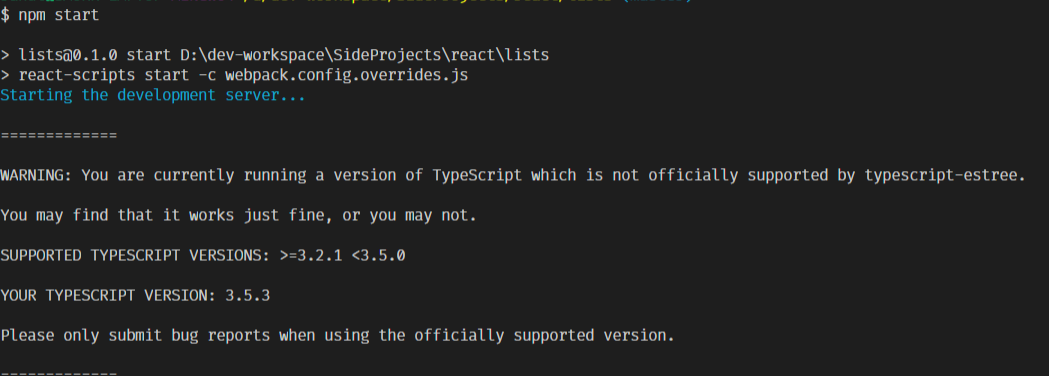 $ npm start
> lists@0.1.0 start D:\dev-workspace\SideProjects\react\lists
> react-scripts start -c webpack.config.overrides.js
Starting the development server...
=============
WARNING: You are currently running a version of TypeScript which is not officially supported by typescript-estree.
You may find that it works just fine, or you may not.
SUPPORTED TYPESCRIPT VERSIONS: >=3.2.1 <3.5.0
YOUR TYPESCRIPT VERSION: 3.5.3
Please only submit bug reports when using the officially supported version.
=============